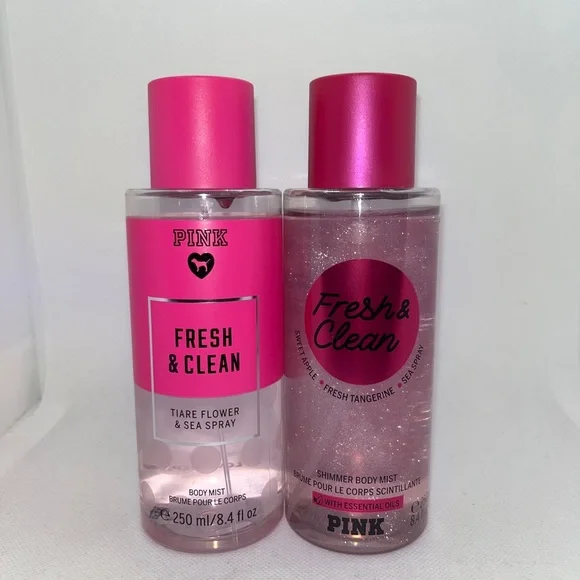 PINK
FRESH
& CLEAN
TIARE FLOWER
& SEA SPRAY
BODY MIST
BRUME POUR LE CORPS
250 ml/8.4 fl oz
Fresh &
Clean
SWEET APPLE • FRESH TANGERINE • SEA SPRAY
SHIMMER BODY MIST
BRUME POUR LE CORPS SCINTILLANTE
WITH ESSENTIAL OILS
PINK